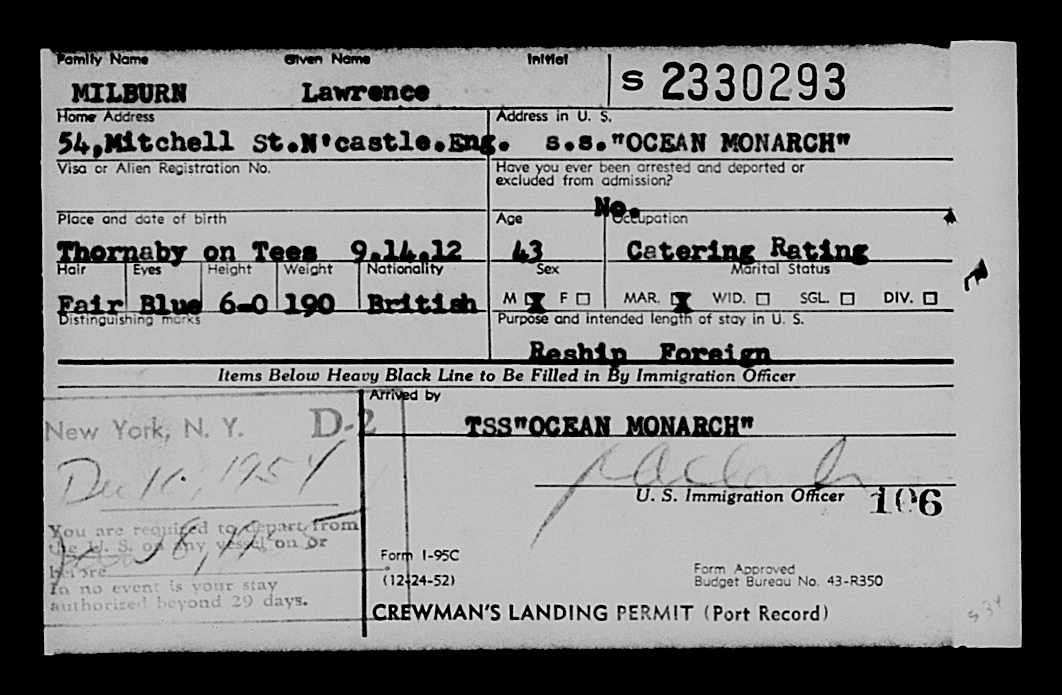 Family Name Given Name Initial
MILBURN Lawrence S 2330293
Home Address Address in U. S.
54,Mitchell St.N'castle.Eng. s.s."OCEAN MONARCH"
Visa or Alien Registration No. Have you ever been arrested and deported or
excluded from admission?
No.
Place and date of birth Age Occupation
Thornaby on Tees 9.14.12 43 Catering Rating
Hair Eyes Height Weight Nationality Sex Marital Status
Fair Blue 6-0 190 British M X F MAR. X WID. SGL. DIV.
Distinguishing marks Purpose and intended length of stay in U. S.
Reship Foreign
Items Below Heavy Black Line to Be Filled in By Immigration Officer
Arrived by
New York, N. Y. D-2 TSS"OCEAN MONARCH"
Dec 10, 1954
U. S. Immigration Officer 106
You are required to depart from
the U. S. on any vessel on or
before
8, 1955
In no event is your stay
authorized beyond 29 days.
Form I-95C
(12-24-52)
Form Approved
Budget Bureau No. 43-R350
CREWMAN'S LANDING PERMIT (Port Record)